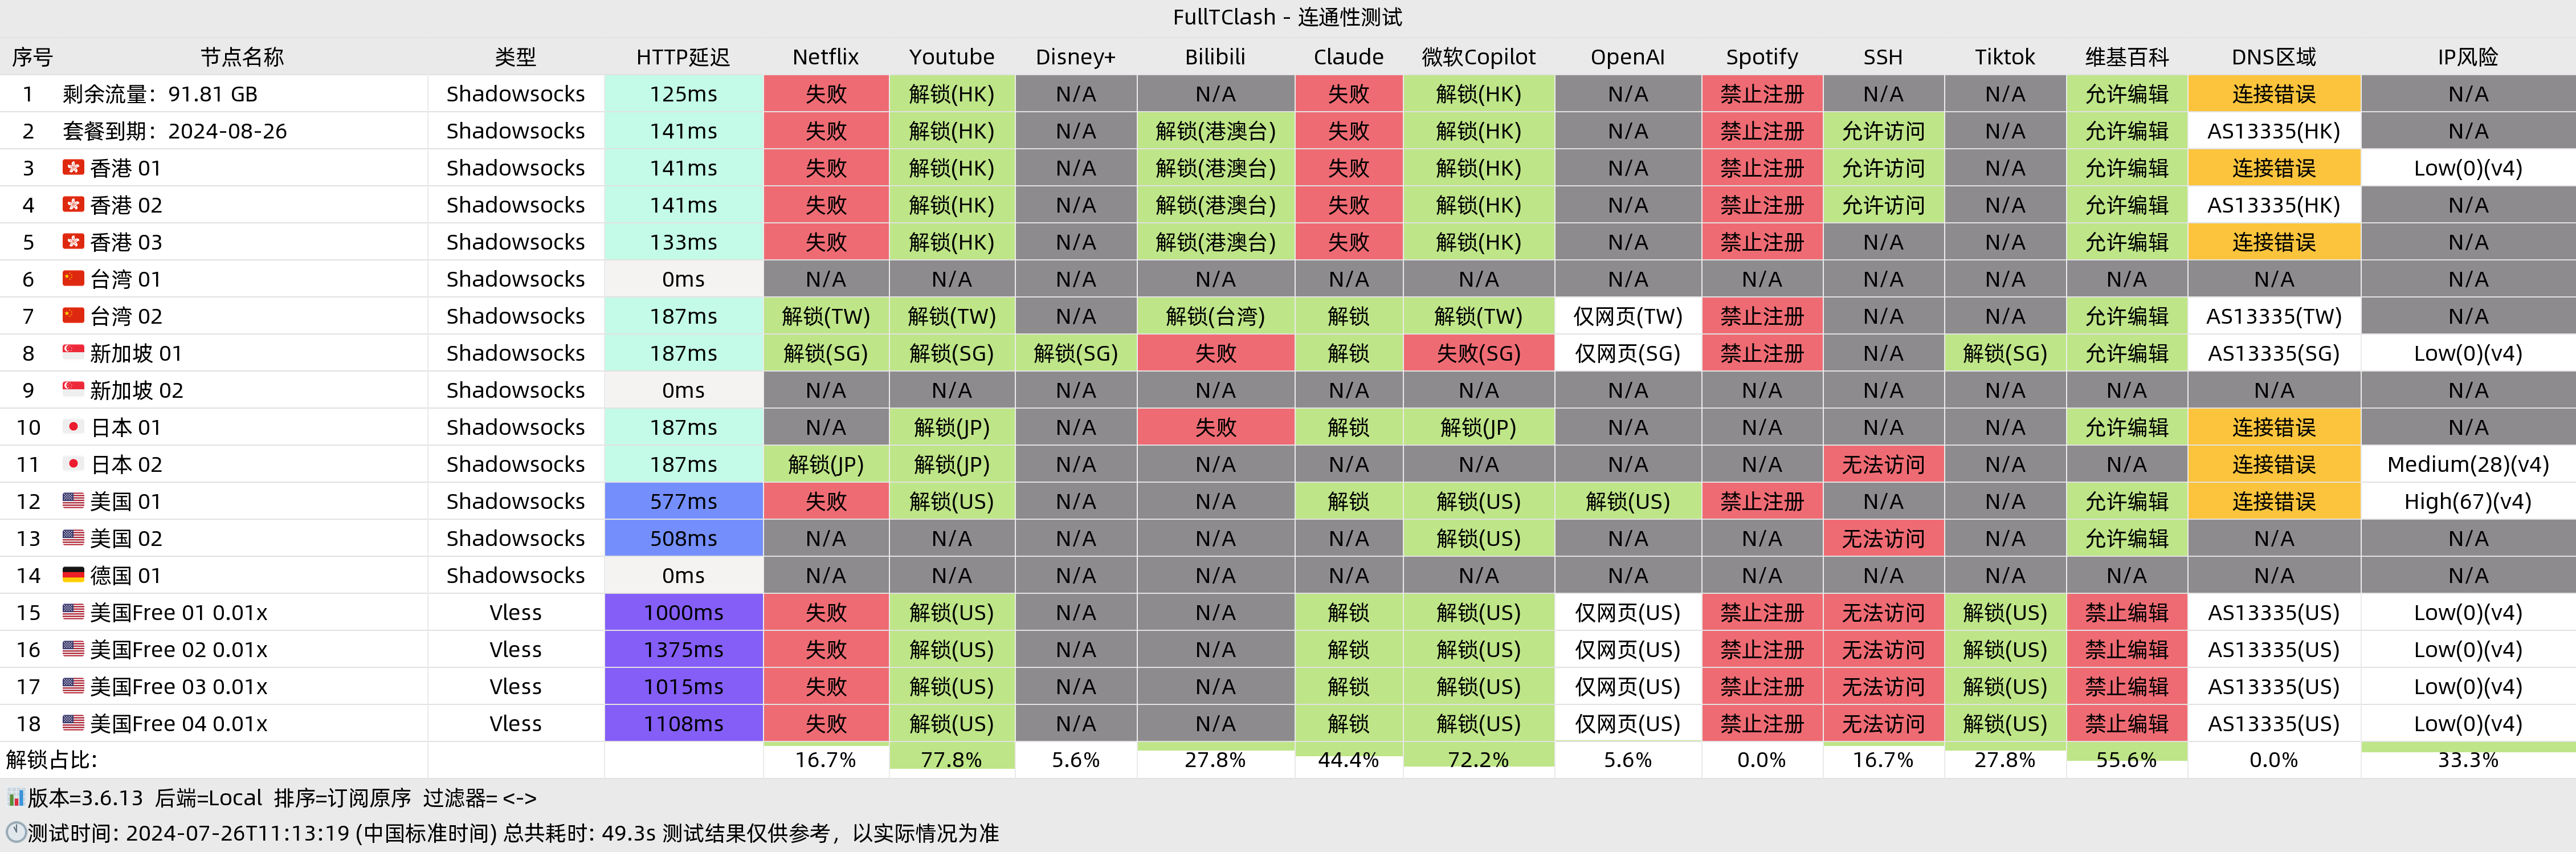 FullTClash - 连通性测试
序号 节点名称 类型 HTTP延迟 Netflix Youtube Disney+ Bilibili Claude 微软Copilot OpenAI Spotify SSH Tiktok 维基百科 DNS区域 IP风险
1 剩余流量：91.81 GB Shadowsocks 125ms 失败 解锁(HK) N/A N/A 失败 解锁(HK) N/A 禁止注册 N/A N/A 允许编辑 连接错误 N/A
2 套餐到期：2024-08-26 Shadowsocks 141ms 失败 解锁(HK) N/A 解锁(港澳台) 失败 解锁(HK) N/A 禁止注册 允许访问 N/A 允许编辑 AS13335(HK) N/A
3 香港 01 Shadowsocks 141ms 失败 解锁(HK) N/A 解锁(港澳台) 失败 解锁(HK) N/A 禁止注册 允许访问 N/A 允许编辑 连接错误 Low(0)(v4)
4 香港 02 Shadowsocks 141ms 失败 解锁(HK) N/A 解锁(港澳台) 失败 解锁(HK) N/A 禁止注册 允许访问 N/A 允许编辑 AS13335(HK) N/A
5 香港 03 Shadowsocks 133ms 失败 解锁(HK) N/A 解锁(港澳台) 失败 解锁(HK) N/A 禁止注册 N/A N/A 允许编辑 连接错误 N/A
6 台湾 01 Shadowsocks 0ms N/A N/A N/A N/A N/A N/A N/A N/A N/A N/A N/A N/A N/A
7 台湾 02 Shadowsocks 187ms 解锁(TW) 解锁(TW) N/A 解锁(台湾) 解锁 解锁(TW) 仅网页(TW) 禁止注册 N/A N/A 允许编辑 AS13335(TW) N/A
8 新加坡 01 Shadowsocks 187ms 解锁(SG) 解锁(SG) 解锁(SG) 失败 解锁 失败(SG) 仅网页(SG) 禁止注册 N/A 解锁(SG) 允许编辑 AS13335(SG) Low(0)(v4)
9 新加坡 02 Shadowsocks 0ms N/A N/A N/A N/A N/A N/A N/A N/A N/A N/A N/A N/A N/A
10 日本 01 Shadowsocks 187ms N/A 解锁(JP) N/A 失败 解锁 解锁(JP) N/A N/A N/A N/A 允许编辑 连接错误 N/A
11 日本 02 Shadowsocks 187ms 解锁(JP) 解锁(JP) N/A N/A N/A N/A N/A N/A 无法访问 N/A N/A 连接错误 Medium(28)(v4)
12 美国 01 Shadowsocks 577ms 失败 解锁(US) N/A N/A 解锁 解锁(US) 解锁(US) 禁止注册 N/A N/A 允许编辑 连接错误 High(67)(v4)
13 美国 02 Shadowsocks 508ms N/A N/A N/A N/A N/A 解锁(US) N/A N/A 无法访问 N/A 允许编辑 N/A N/A
14 德国 01 Shadowsocks 0ms N/A N/A N/A N/A N/A N/A N/A N/A N/A N/A N/A N/A N/A
15 美国Free 01 0.01x Vless 1000ms 失败 解锁(US) N/A N/A 解锁 解锁(US) 仅网页(US) 禁止注册 无法访问 解锁(US) 禁止编辑 AS13335(US) Low(0)(v4)
16 美国Free 02 0.01x Vless 1375ms 失败 解锁(US) N/A N/A 解锁 解锁(US) 仅网页(US) 禁止注册 无法访问 解锁(US) 禁止编辑 AS13335(US) Low(0)(v4)
17 美国Free 03 0.01x Vless 1015ms 失败 解锁(US) N/A N/A 解锁 解锁(US) 仅网页(US) 禁止注册 无法访问 解锁(US) 禁止编辑 AS13335(US) Low(0)(v4)
18 美国Free 04 0.01x Vless 1108ms 失败 解锁(US) N/A N/A 解锁 解锁(US) 仅网页(US) 禁止注册 无法访问 解锁(US) 禁止编辑 AS13335(US) Low(0)(v4)
解锁占比: 16.7% 77.8% 5.6% 27.8% 44.4% 72.2% 5.6% 0.0% 16.7% 27.8% 55.6% 0.0% 33.3%
版本=3.6.13 后端=Local 排序=订阅原序 过滤器= <->
测试时间: 2024-07-26T11:13:19 (中国标准时间) 总共耗时: 49.3s 测试结果仅供参考，以实际情况为准